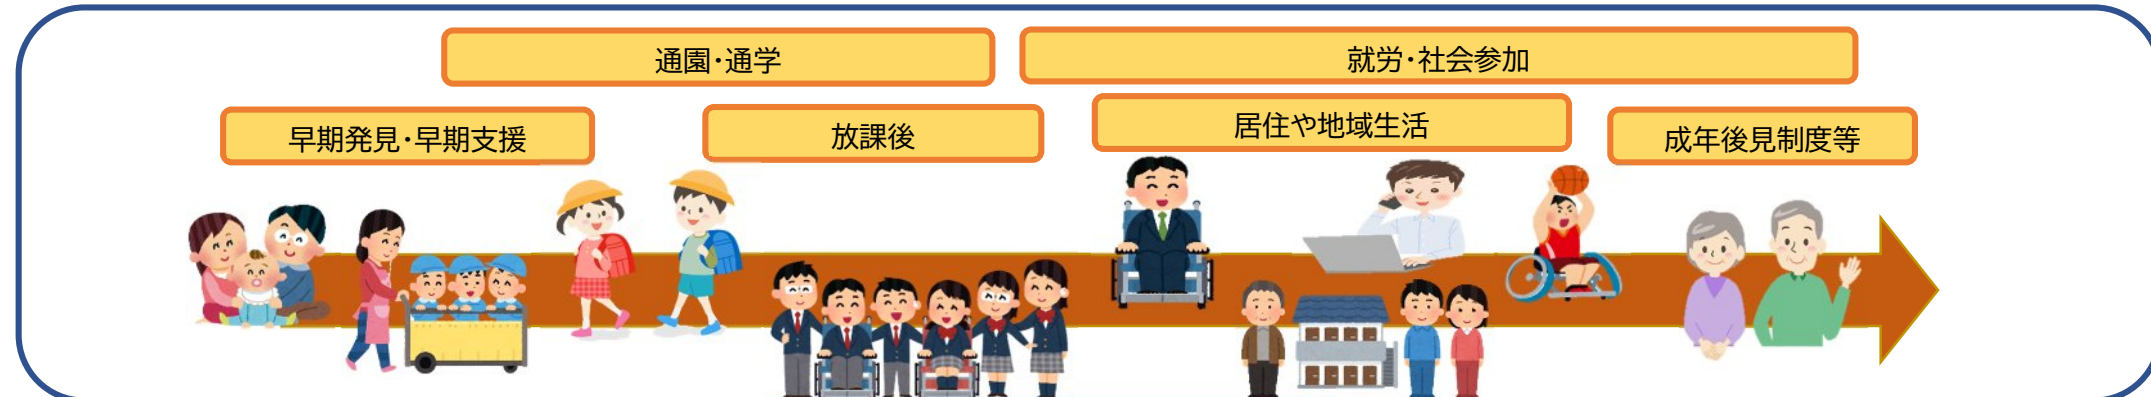 通園・通学
就労・社会参加
早期発見・早期支援
放課後
居住や地域生活
成年後見制度等